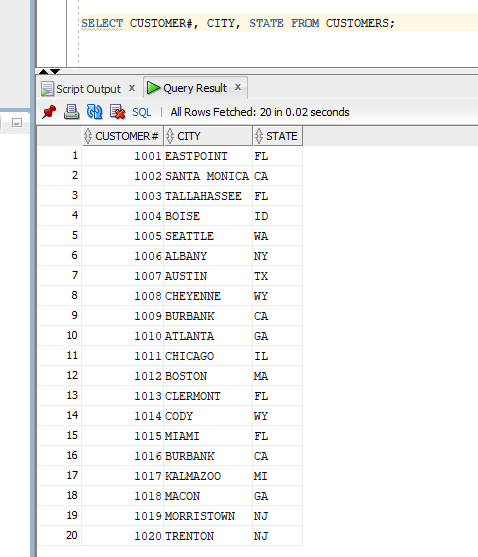 SELECT CUSTOMER#, CITY, STATE FROM CUSTOMERS;
Script Output x Query Result x
SQL | All Rows Fetched: 20 in 0.02 seconds
CUSTOMER# CITY STATE
1 1001 EASTPOINT FL
2 1002 SANTA MONICA CA
3 1003 TALLAHASSEE FL
4 1004 BOISE ID
5 1005 SEATTLE WA
6 1006 ALBANY NY
7 1007 AUSTIN TX
8 1008 CHEYENNE WY
9 1009 BURBANK CA
10 1010 ATLANTA GA
11 1011 CHICAGO IL
12 1012 BOSTON MA
13 1013 CLERMONT FL
14 1014 CODY WY
15 1015 MIAMI FL
16 1016 BURBANK CA
17 1017 KALMAZOO MI
18 1018 MACON GA
19 1019 MORRISTOWN NJ
20 1020 TRENTON NJ